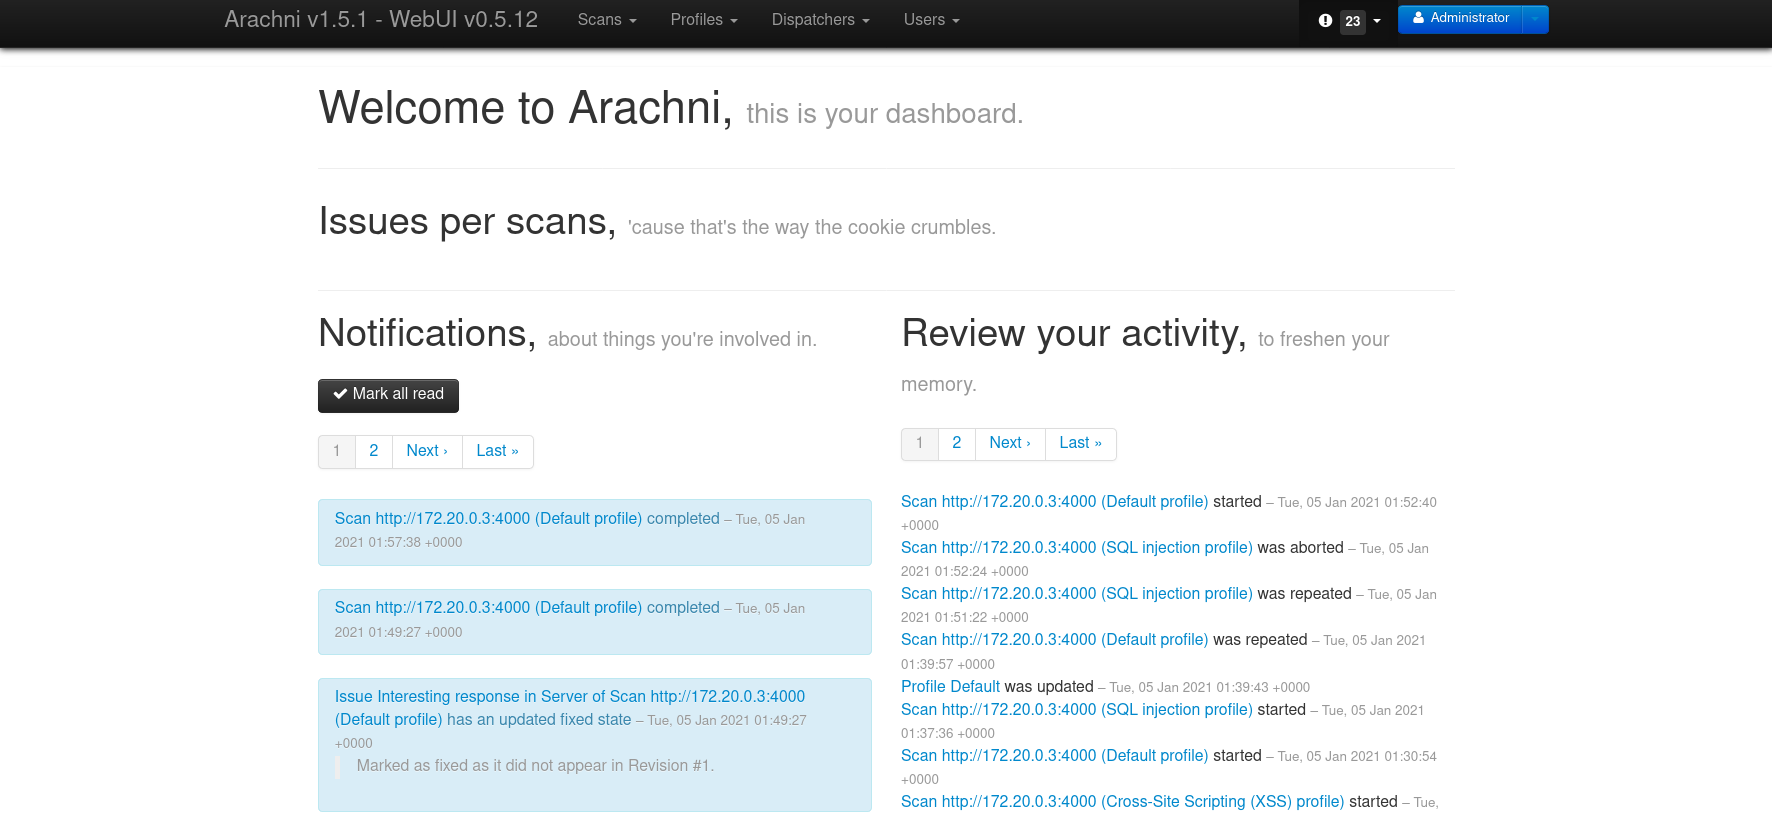 Arachni v1.5.1 - WebUI v0.5.12 Scans Profiles Dispatchers Users 23 Administrator
Welcome to Arachni, this is your dashboard.
Issues per scans, 'cause that's the way the cookie crumbles.
Notifications, about things you're involved in.
Mark all read
1 2 Next › Last »
Scan http://172.20.0.3:4000 (Default profile) completed – Tue, 05 Jan
2021 01:57:38 +0000
Scan http://172.20.0.3:4000 (Default profile) completed – Tue, 05 Jan
2021 01:49:27 +0000
Issue Interesting response in Server of Scan http://172.20.0.3:4000
(Default profile) has an updated fixed state – Tue, 05 Jan 2021 01:49:27
+0000
Marked as fixed as it did not appear in Revision #1.
Review your activity, to freshen your
memory.
1 2 Next › Last »
Scan http://172.20.0.3:4000 (Default profile) started – Tue, 05 Jan 2021 01:52:40
+0000
Scan http://172.20.0.3:4000 (SQL injection profile) was aborted – Tue, 05 Jan
2021 01:52:24 +0000
Scan http://172.20.0.3:4000 (SQL injection profile) was repeated – Tue, 05 Jan
2021 01:51:22 +0000
Scan http://172.20.0.3:4000 (Default profile) was repeated – Tue, 05 Jan 2021
01:39:57 +0000
Profile Default was updated – Tue, 05 Jan 2021 01:39:43 +0000
Scan http://172.20.0.3:4000 (SQL injection profile) started – Tue, 05 Jan 2021
01:37:36 +0000
Scan http://172.20.0.3:4000 (Default profile) started – Tue, 05 Jan 2021 01:30:54
+0000
Scan http://172.20.0.3:4000 (Cross-Site Scripting (XSS) profile) started – Tue,